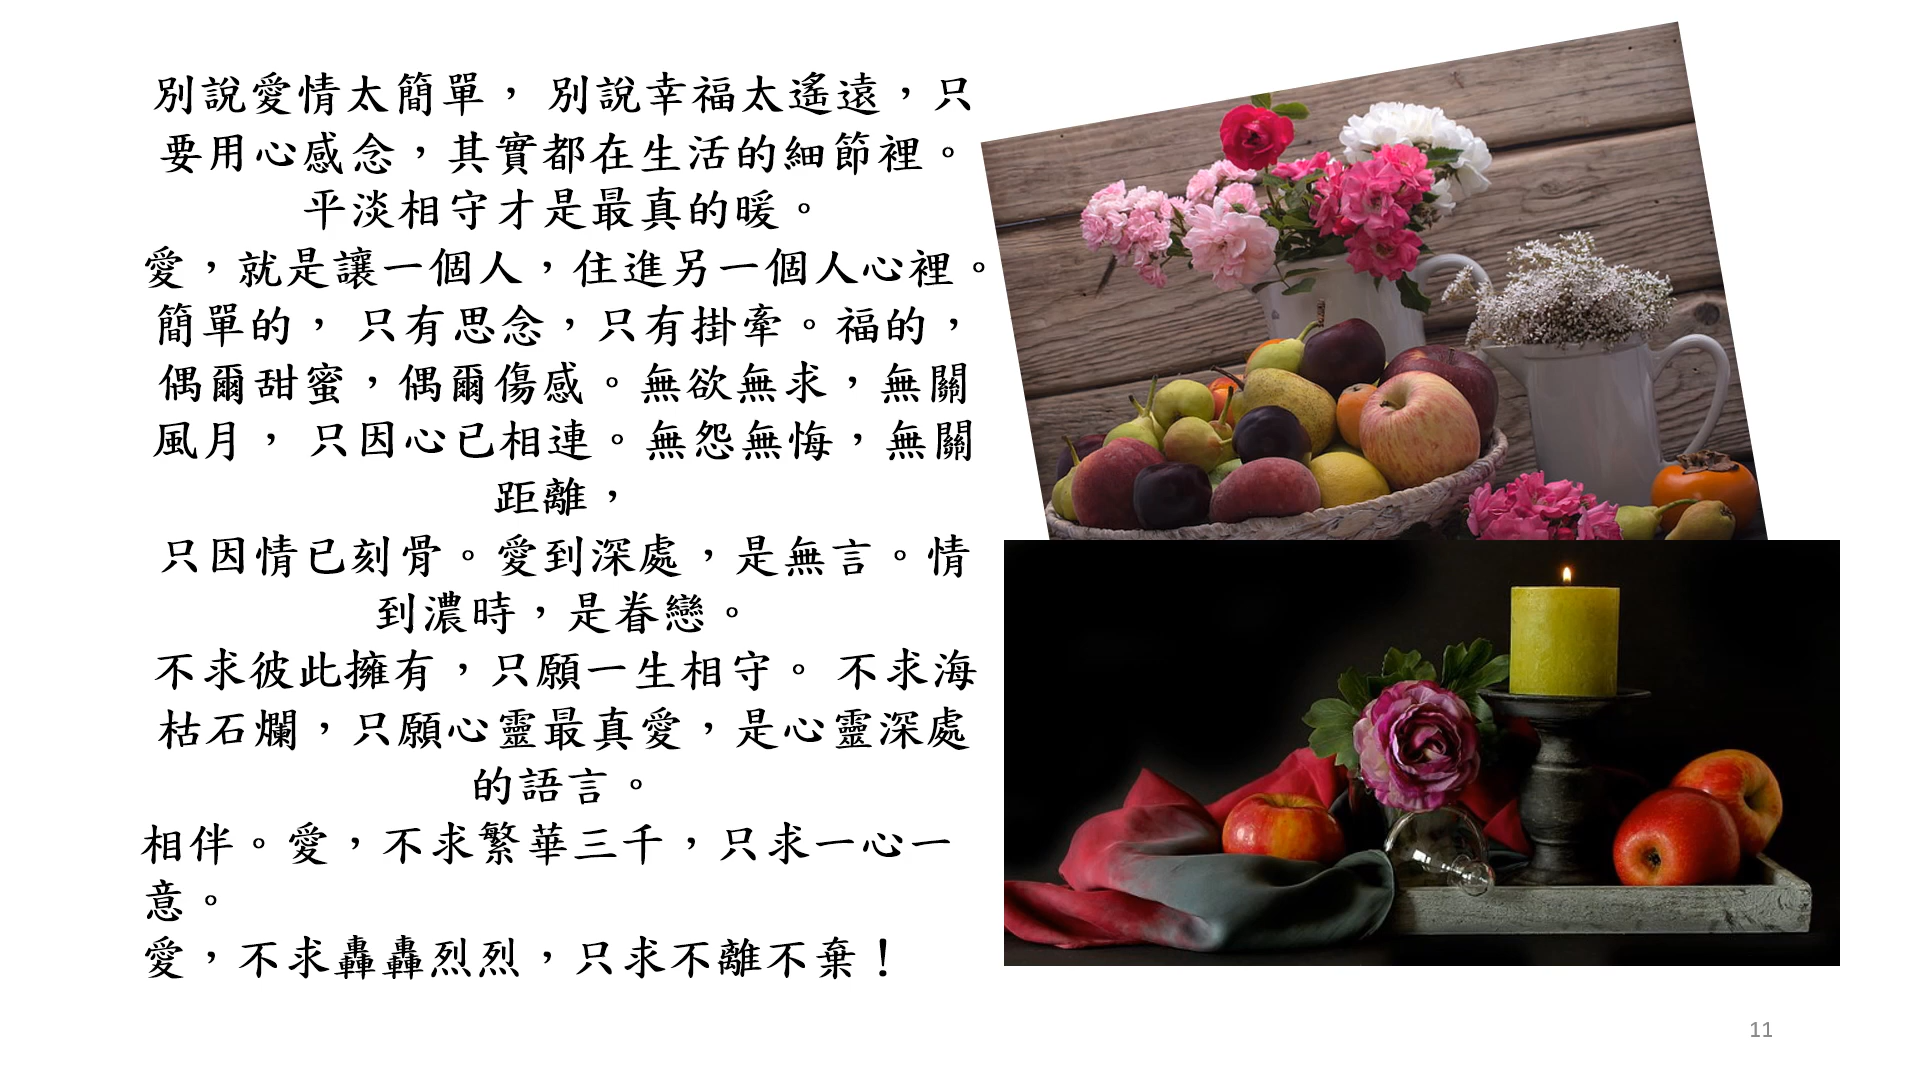 別說愛情太簡單， 別說幸福太遙遠，只
要用心感念，其實都在生活的細節裡。
平淡相守才是最真的暖。
愛，就是讓一個人，住進另一個人心裡。
簡單的， 只有思念，只有掛牽。福的，
偶爾甜蜜，偶爾傷感。無欲無求，無關
風月， 只因心已相連。無怨無悔，無關
距離，
只因情已刻骨。愛到深處，是無言。情
到濃時，是眷戀。
不求彼此擁有，只願一生相守。 不求海
枯石爛，只願心靈最真愛，是心靈深處
的語言。
相伴。愛，不求繁華三千，只求一心一
意。
愛，不求轟轟烈烈，只求不離不棄！
11